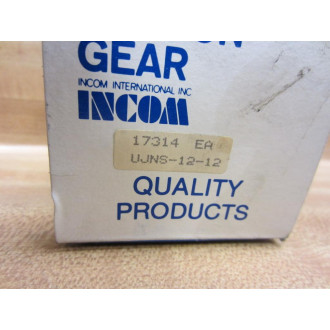 GEAR
INCOM INTERNATIONAL INC
INCOM
17314 EA
UJNS-12-12
QUALITY
PRODUCTS